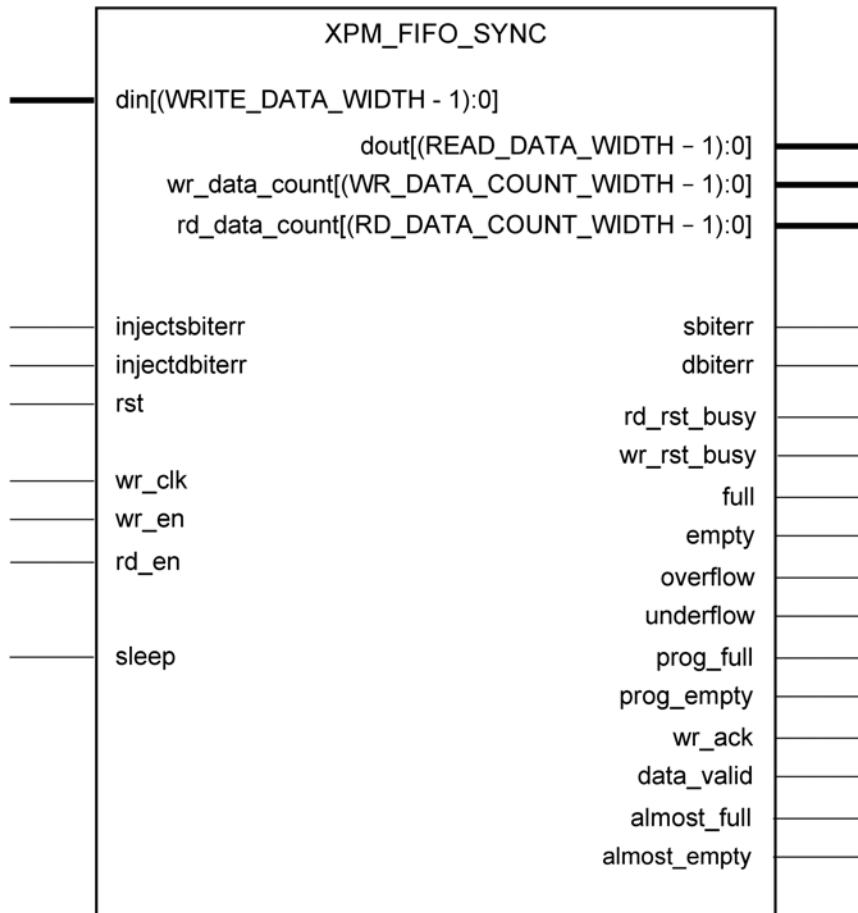 XPM_FIFO_SYNC
din[(WRITE_DATA_WIDTH - 1):0]
dout[(READ_DATA_WIDTH – 1):0]
wr_data_count[(WR_DATA_COUNT_WIDTH – 1):0]
rd_data_count[(RD_DATA_COUNT_WIDTH – 1):0]
injectsbiterr sbiterr
injectdbiterr dbiterr
rst
rd_rst_busy
wr_rst_busy
wr_clk
full
wr_en
empty
rd_en
overflow
underflow
sleep prog_full
prog_empty
wr_ack
data_valid
almost_full
almost_empty